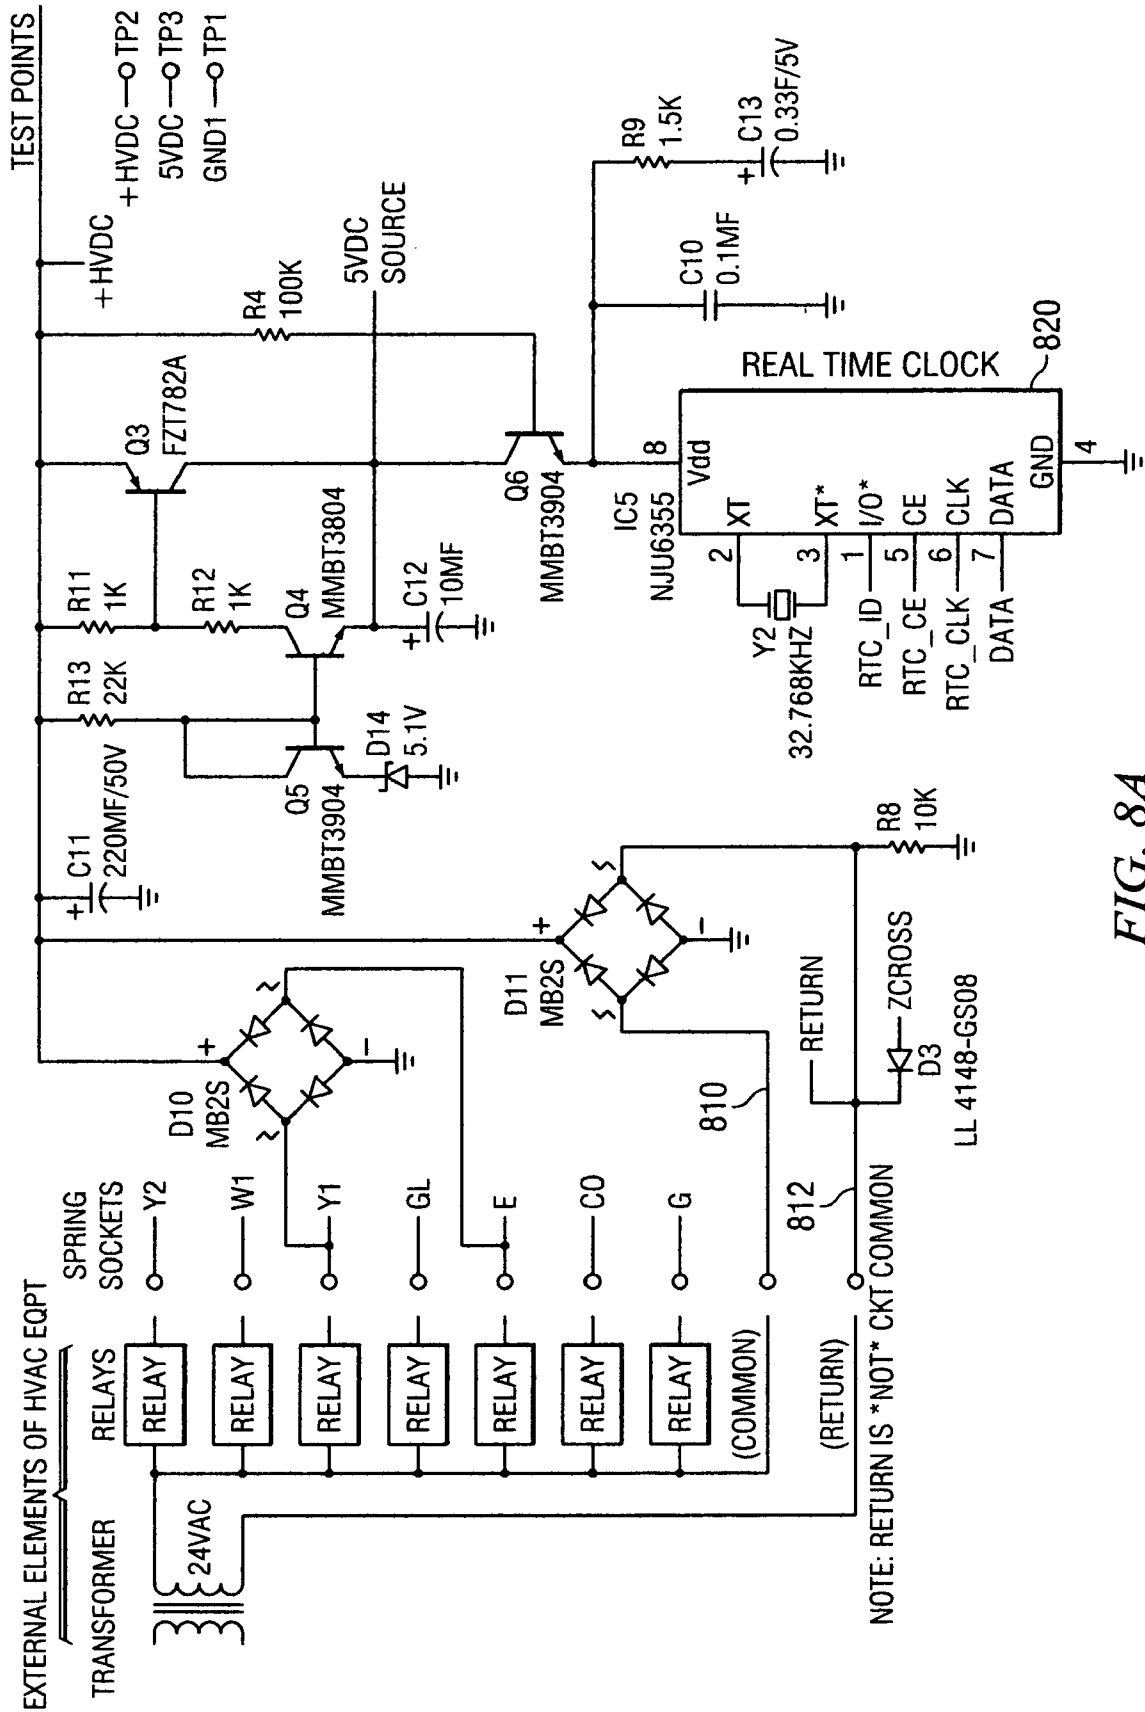 EXTERNAL ELEMENTS OF HVAC EQPT
TRANSFORMER
RELAYS
SPRING
SOCKETS
24VAC
RELAY
Y2
RELAY
W1
RELAY
Y1
RELAY
GL
RELAY
E
RELAY
CO
RELAY
G
(COMMON)
(RETURN)
810
812
NOTE: RETURN IS *NOT* CKT COMMON
D10
MB2S
~
+
~
-
D11
MB2S
~
+
~
-
RETURN
ZCROSS
D3
LL 4148-GS08
R8
10K
+
C11
220MF/50V
R13
22K
R11
1K
R12
1K
Q5
MMBT3904
D14
5.1V
Q4
MMBT3804
+
C12
10MF
Q3
FZT782A
R4
100K
5VDC
SOURCE
Q6
MMBT3904
+HVDC
TEST POINTS
+HVDC TP2
5VDC TP3
GND1 TP1
R9
1.5K
+
C13
0.33F/5V
C10
0.1MF
REAL TIME CLOCK
820
IC5
NJU6355
8
Vdd
2
XT
3
XT*
1
I/O*
5
CE
6
CLK
7
DATA
GND
4
Y2
32.768KHZ
RTC_ID
RTC_CE
RTC_CLK
DATA
FIG. 8A